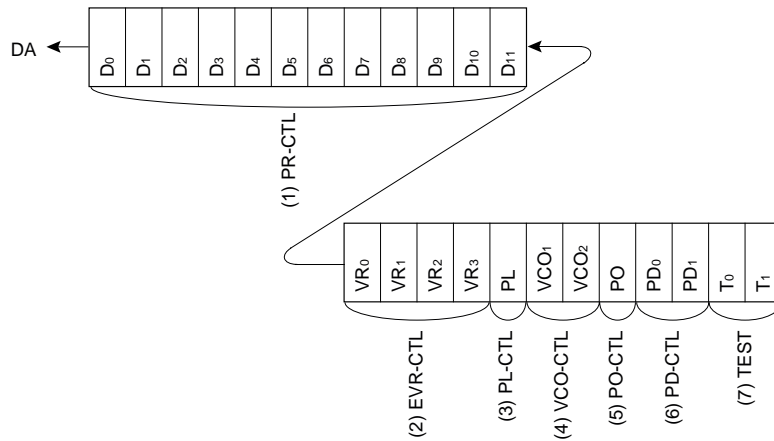 DA
D0 D1 D2 D3 D4 D5 D6 D7 D8 D9 D10 D11
(1) PR-CTL
VR0 VR1 VR2 VR3 PL VCO1 VCO2 PO PD0 PD1 T0 T1
(2) EVR-CTL
(3) PL-CTL
(4) VCO-CTL
(5) PO-CTL
(6) PD-CTL
(7) TEST